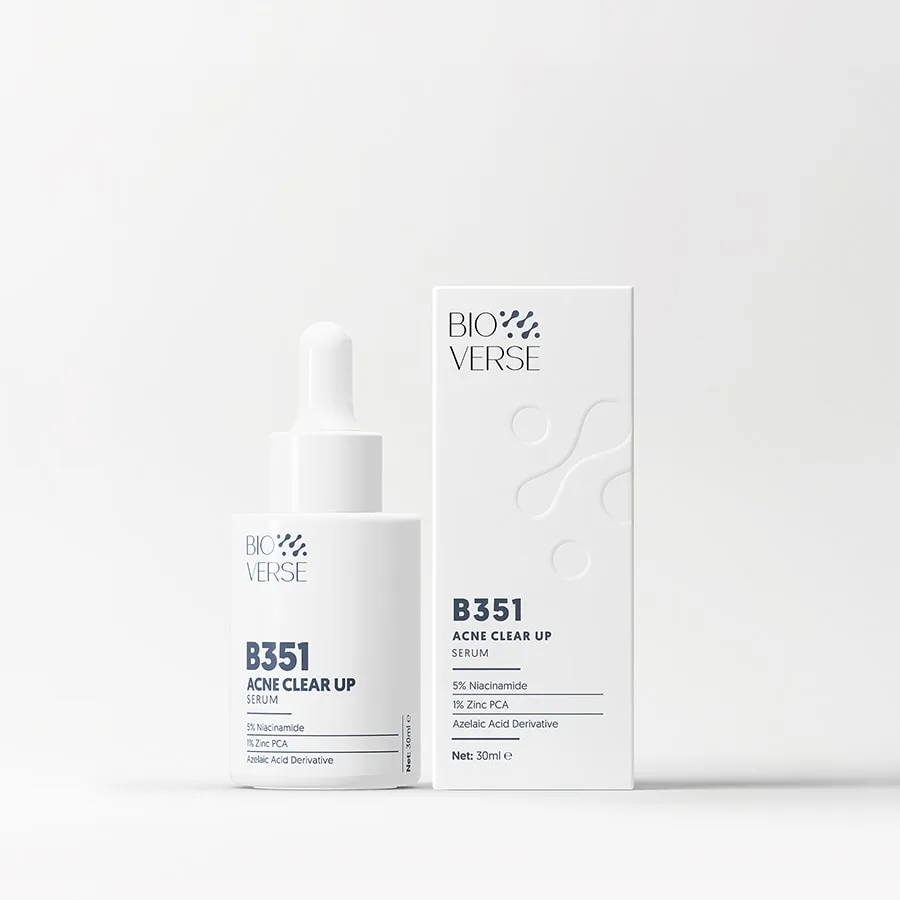 BIO
VERSE
B351
ACNE CLEAR UP
SERUM
5% Niacinamide
1% Zinc PCA
Azelaic Acid Derivative
Net: 30ml ℮
BIO
VERSE
B351
ACNE CLEAR UP
SERUM
5% Niacinamide
1% Zinc PCA
Azelaic Acid Derivative
Net: 30ml ℮